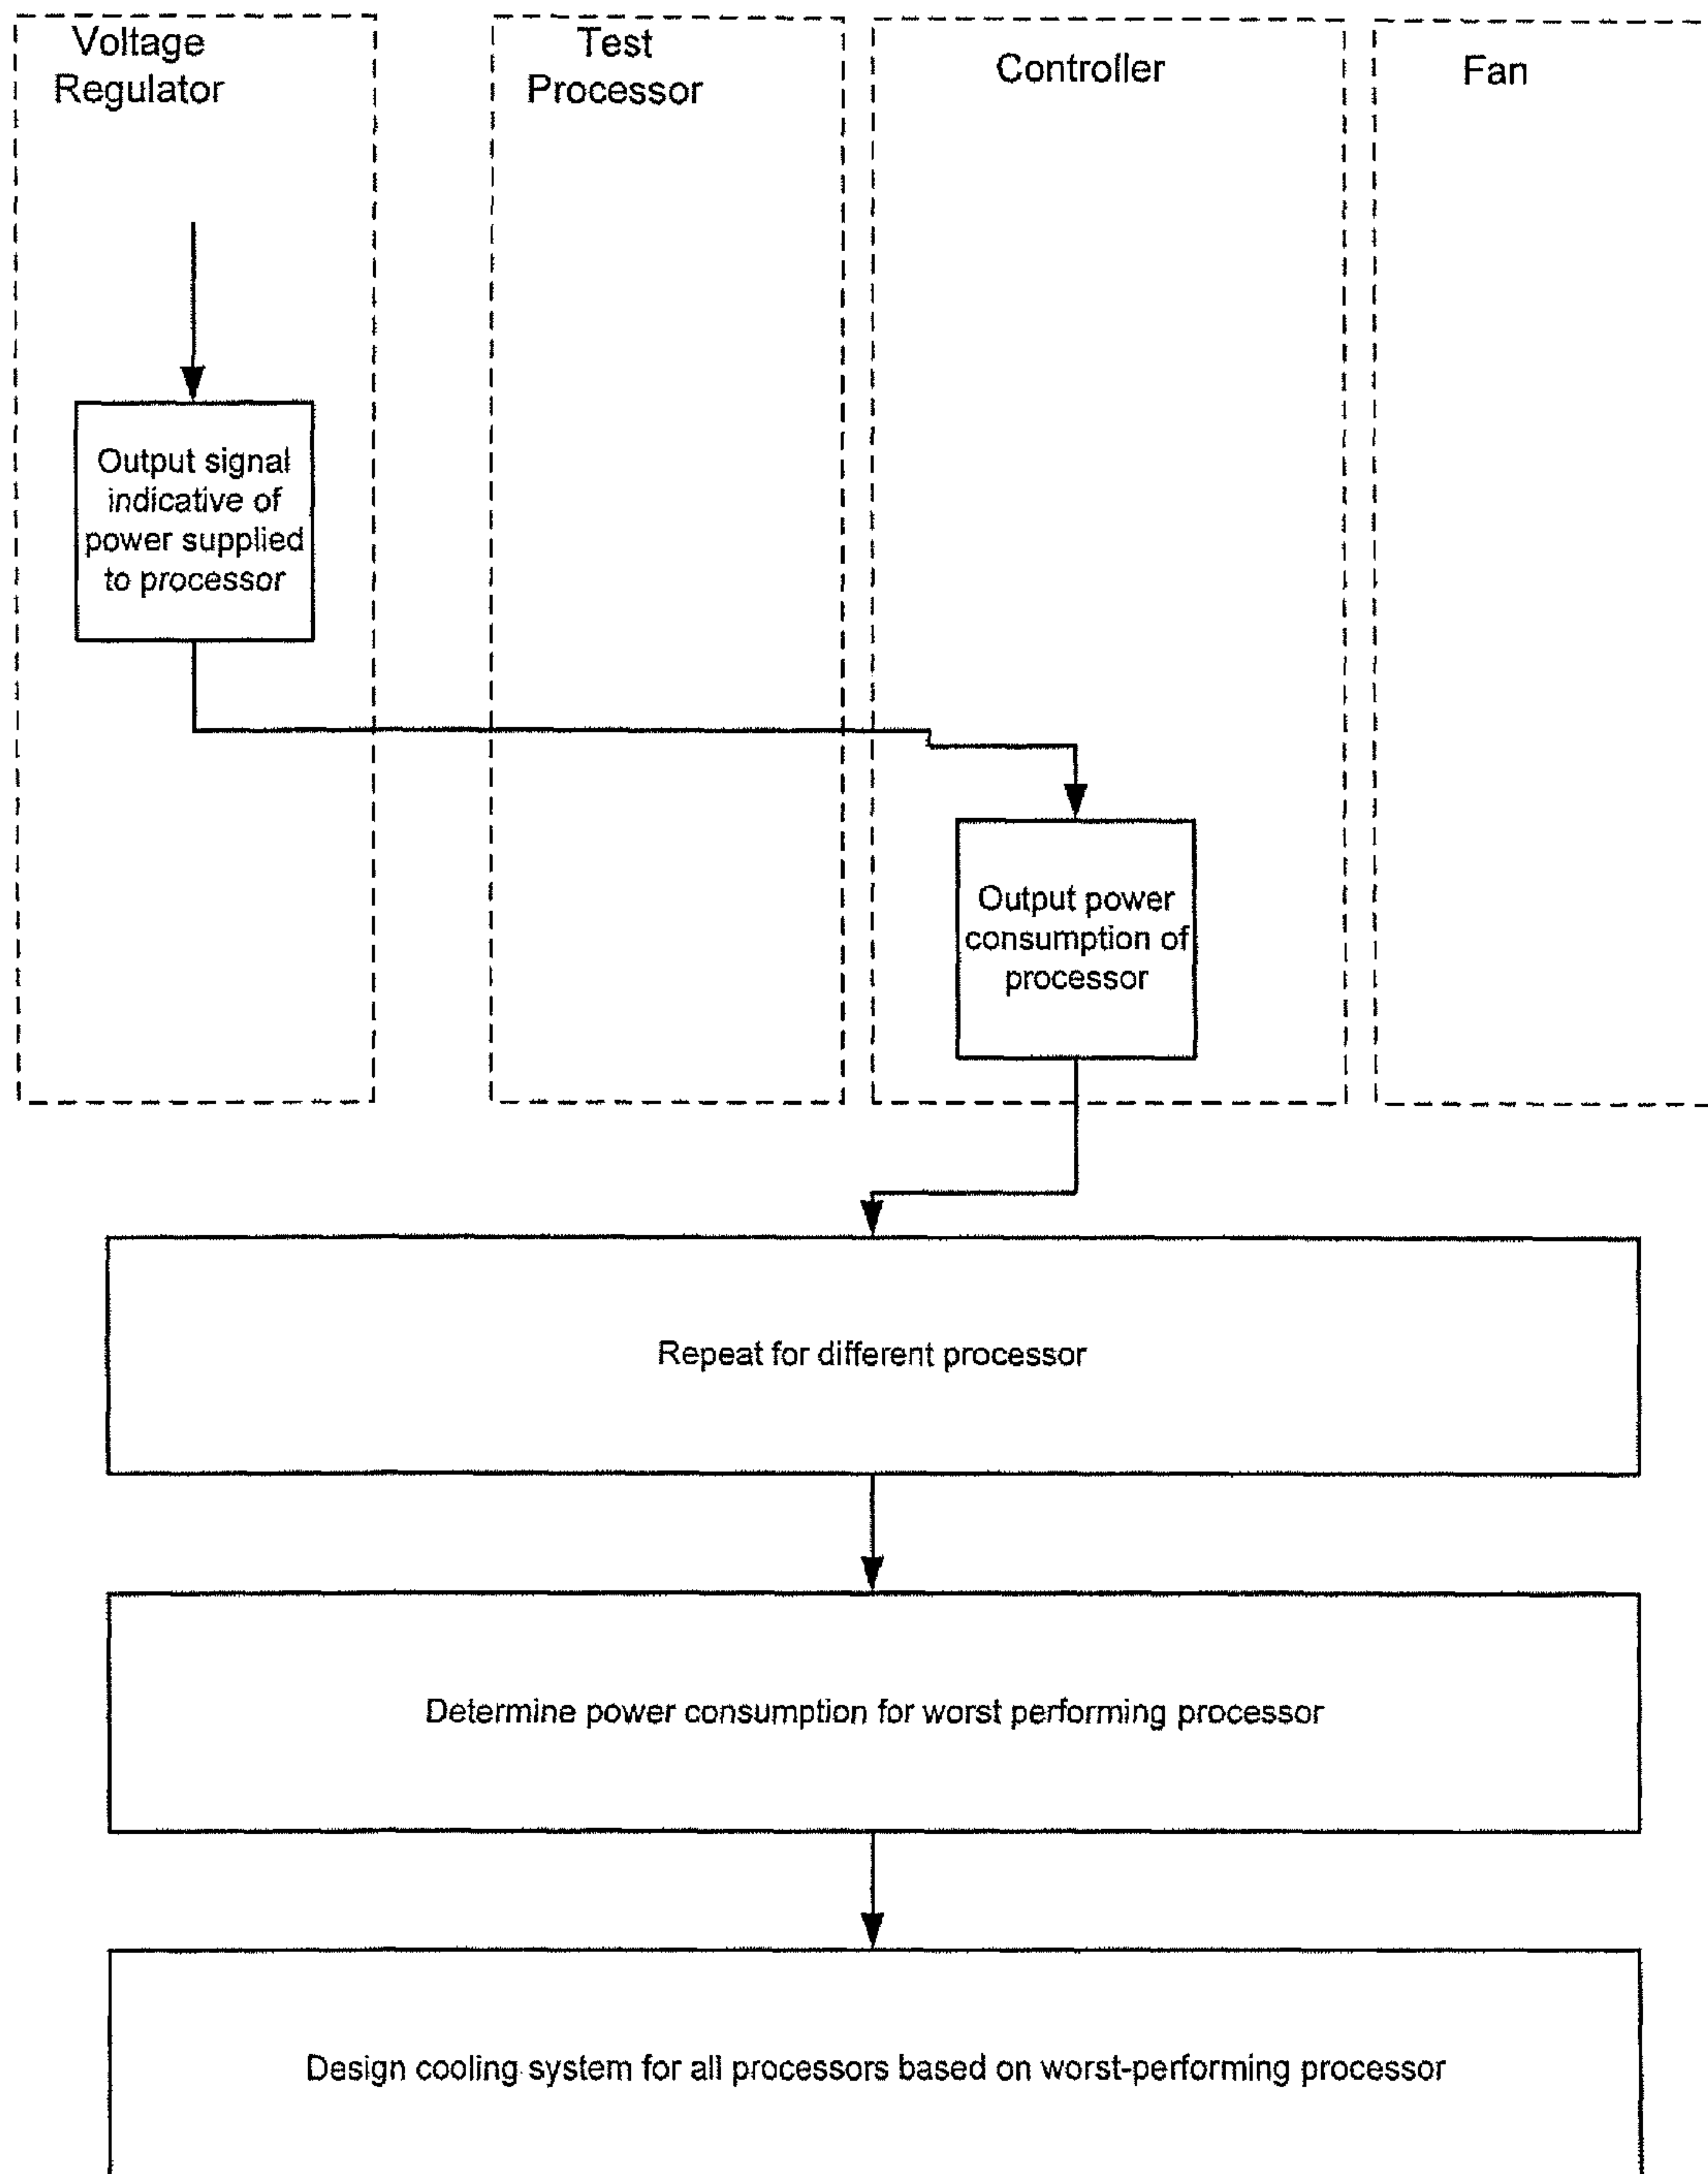 Voltage
Regulator
Test
Processor
Controller
Fan
Output signal
indicative of
power supplied
to processor
Output power
consumption of
processor
Repeat for different processor
Determine power consumption for worst performing processor
Design cooling system for all processors based on worst-performing processor